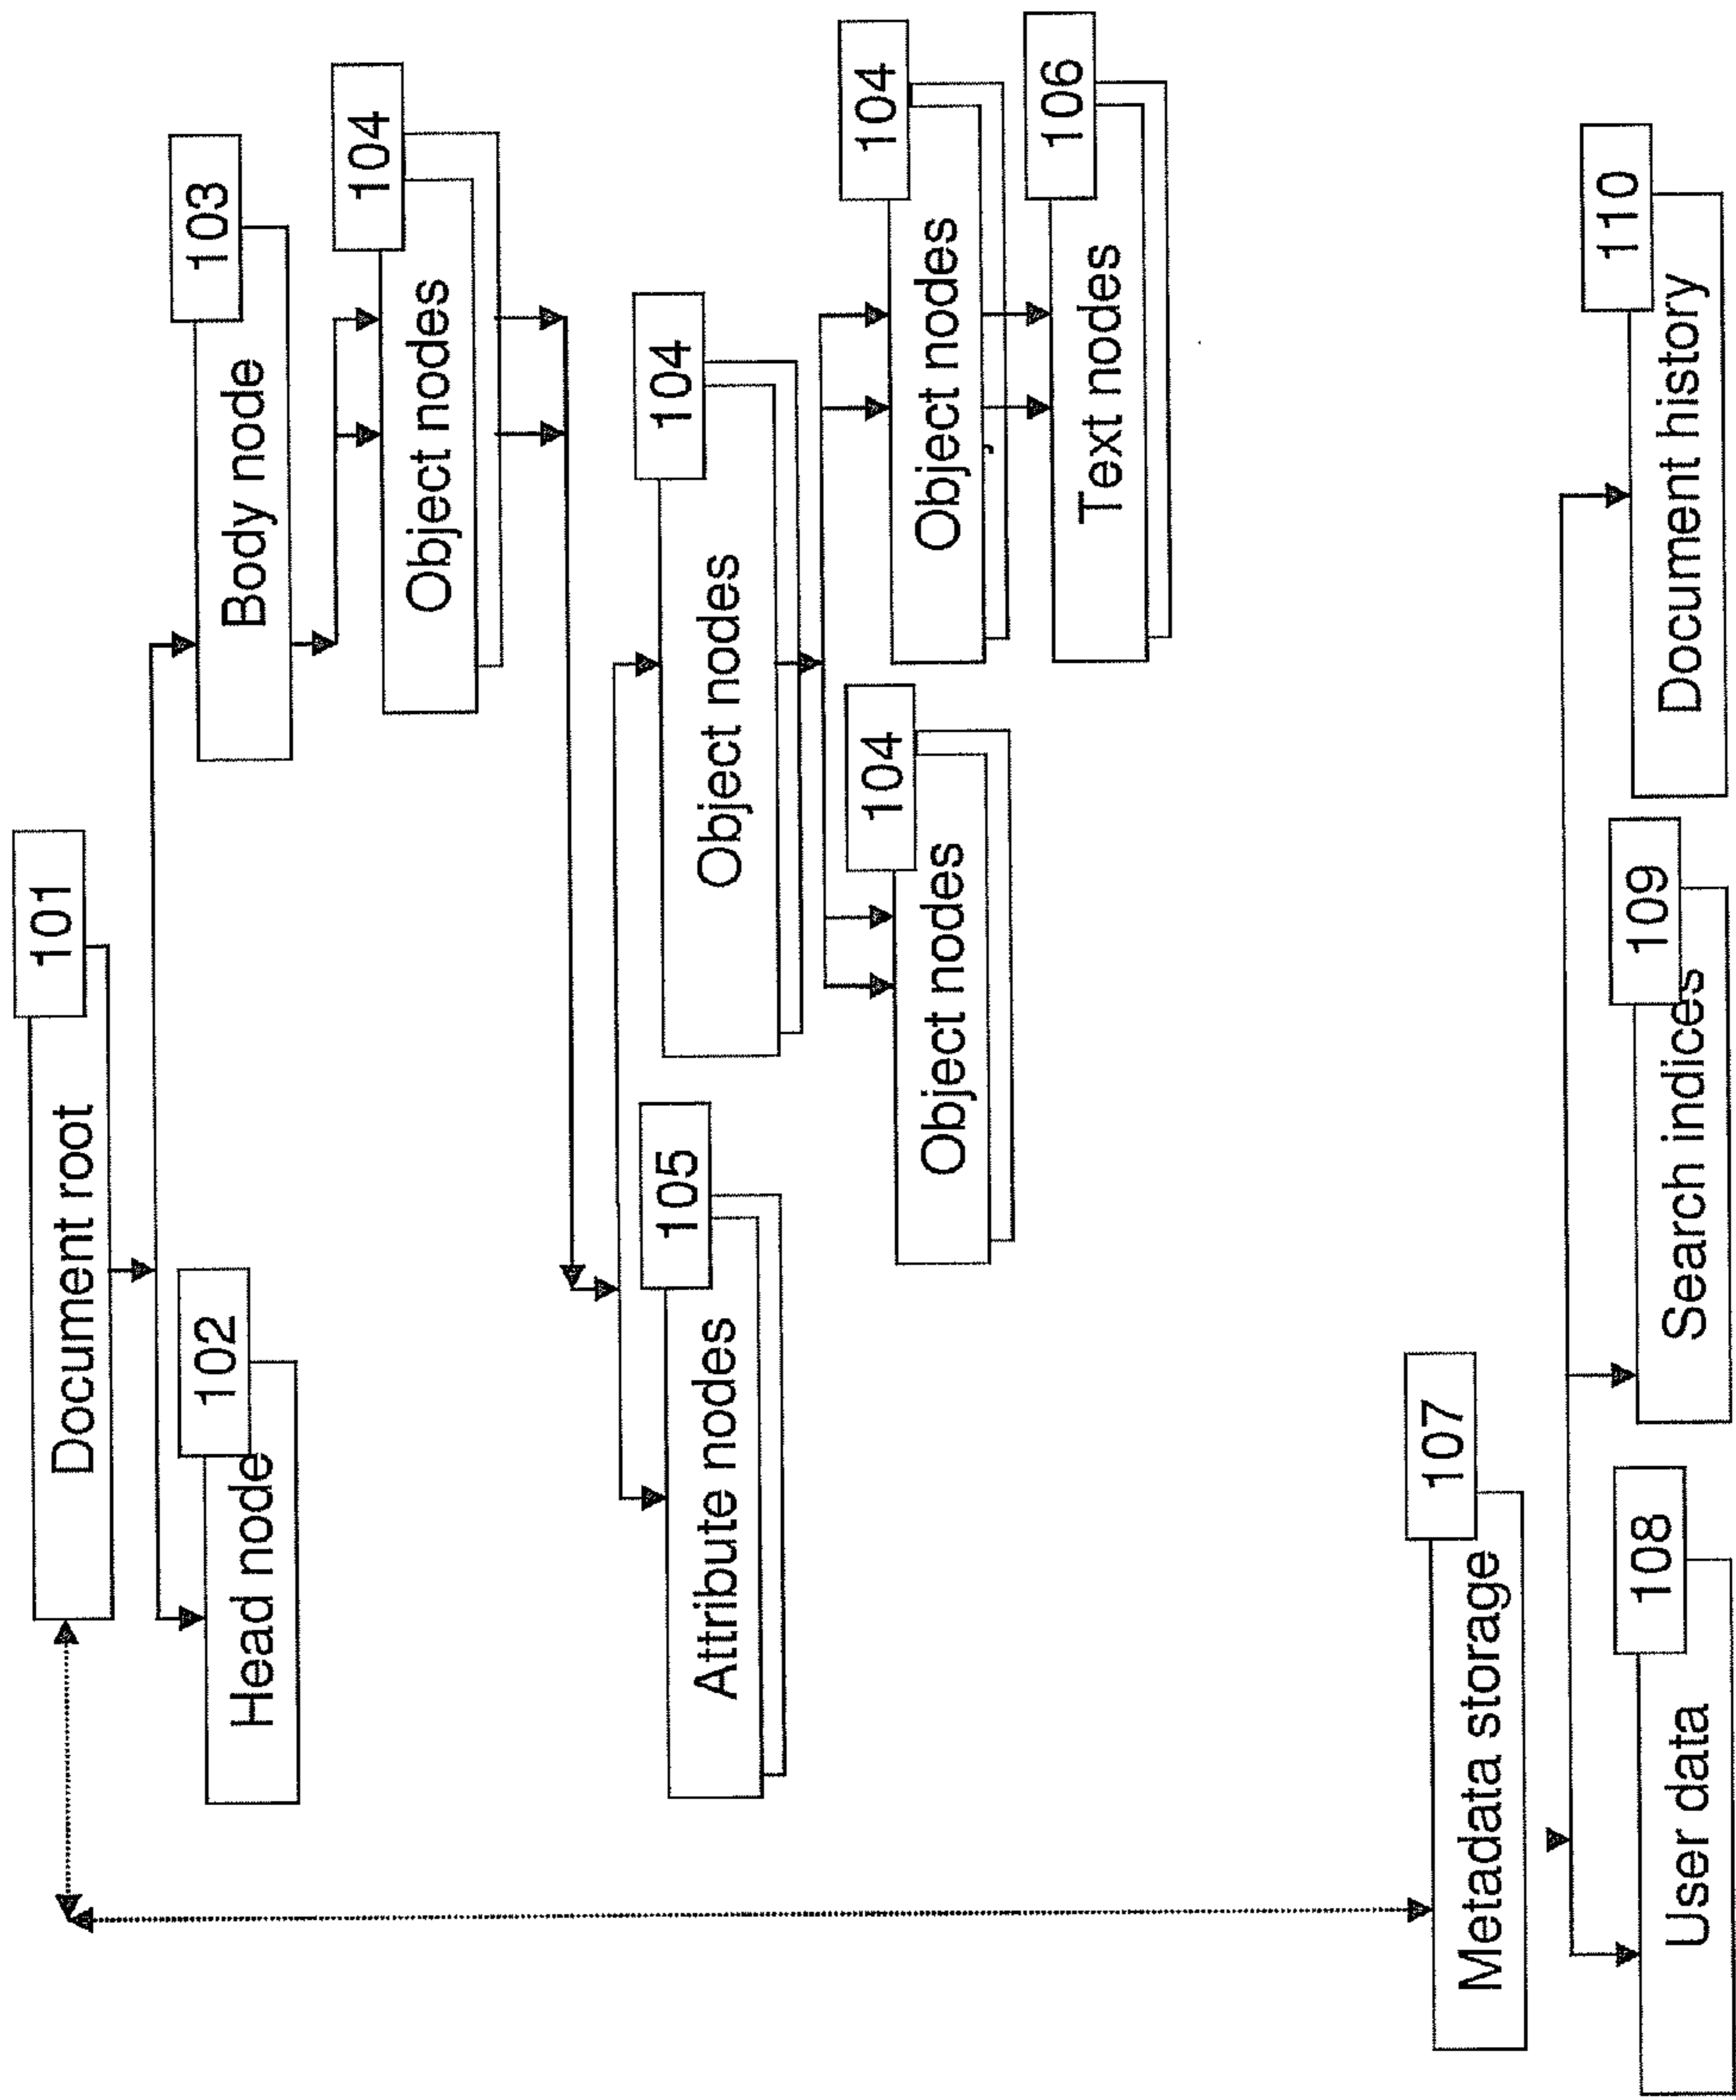 101
Document root
102
Head node
103
Body node
104
Object nodes
105
Attribute nodes
104
Object nodes
104
Object nodes
104
Object nodes
106
Text nodes
107
Metadata storage
108
User data
109
Search indices
110
Document history